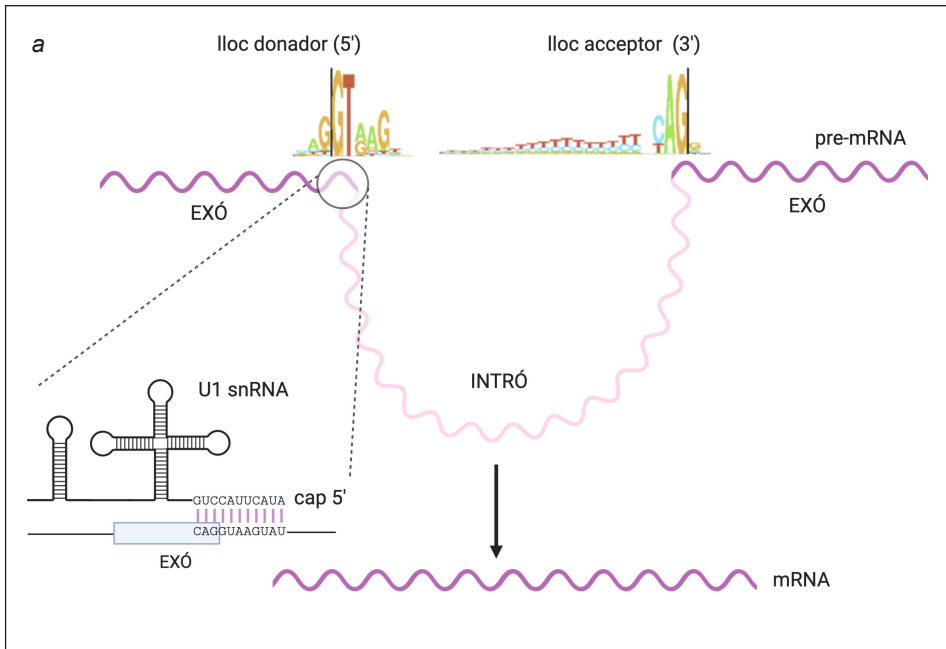 a
lloc donador (5')
lloc acceptor (3')
pre-mRNA
EXÓ
EXÓ
INTRÓ
U1 snRNA
GUCCAUUCAUA cap 5'
CAGGUAAGUAU
EXÓ
mRNA